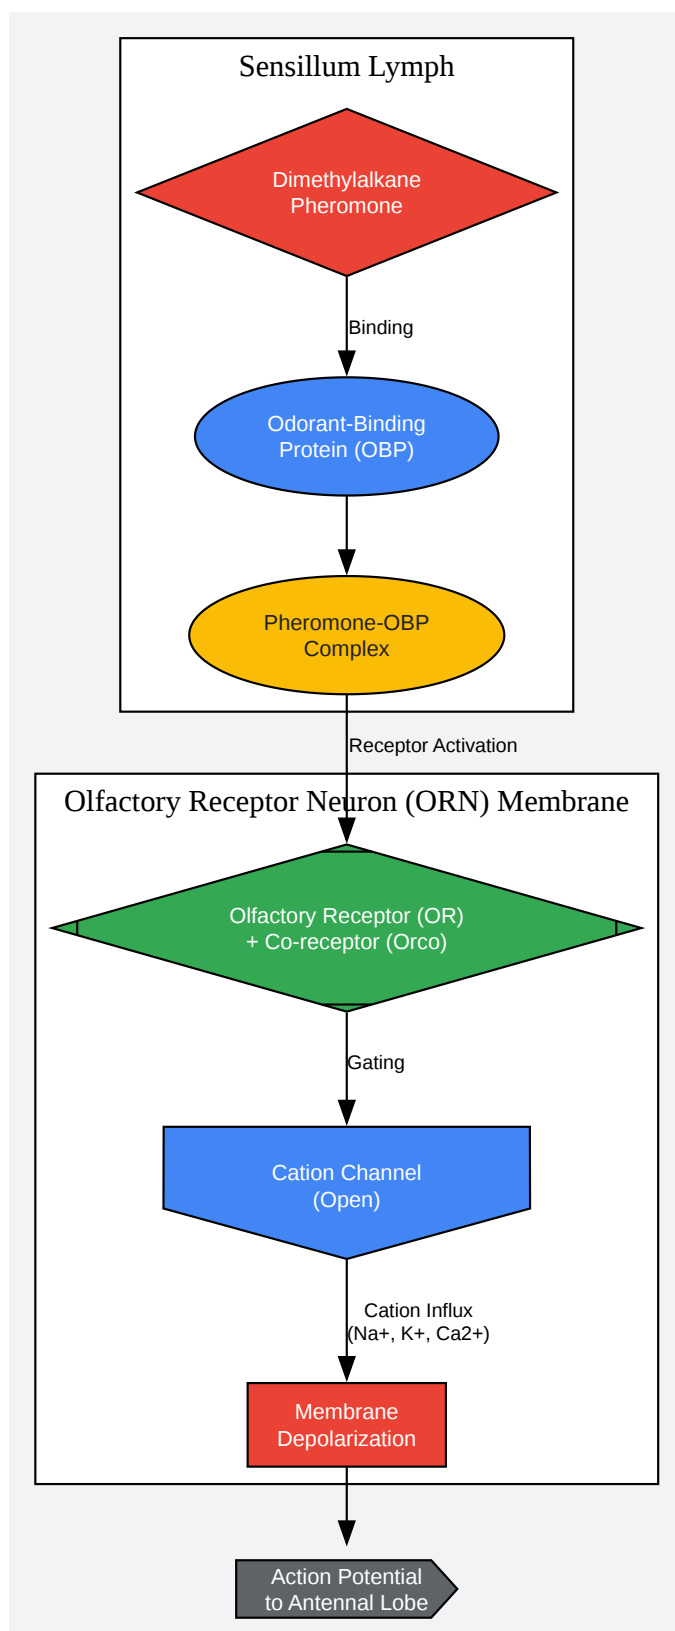 Sensillum Lymph
Dimethylalkane
Pheromone
Binding
Odorant-Binding
Protein (OBP)
Pheromone-OBP
Complex
Receptor Activation
Olfactory Receptor Neuron (ORN) Membrane
Olfactory Receptor (OR)
+ Co-receptor (Orco)
Gating
Cation Channel
(Open)
Cation Influx
(Na+, K+, Ca2+)
Membrane
Depolarization
Action Potential
to Antennal Lobe